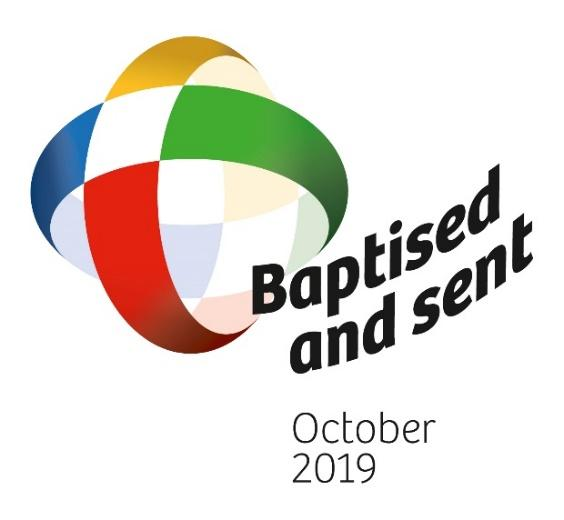 Baptised
and sent
October
2019